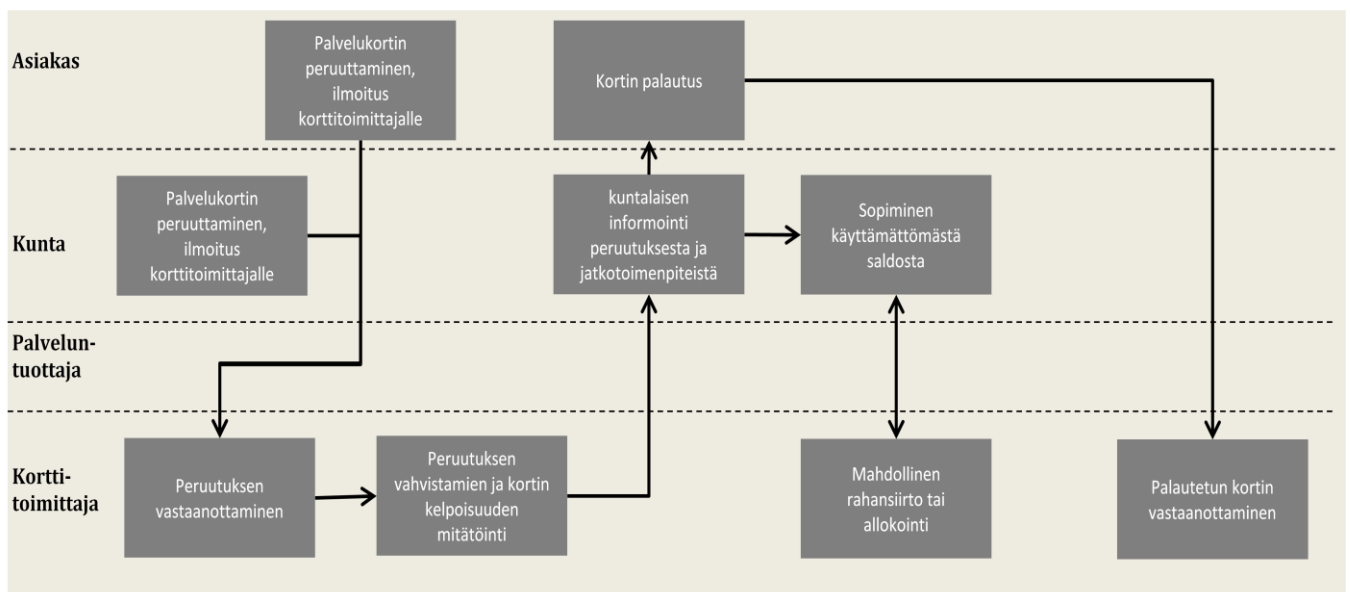 Asiakas
Palvelukortin
peruuttaminen,
ilmoitus
korttitoimittajalle
Kortin palautus
Kunta
Palvelukortin
peruuttaminen,
ilmoitus
korttitoimittajalle
kuntalaisen
informointi
peruutuksesta ja
jatkotoimenpiteistä
Sopiminen
käyttämättömästä
saldosta
Palvelun-
tuottaja
Kortti-
toimittaja
Peruutuksen
vastaanottaminen
Peruutuksen
vahvistamien ja kortin
kelpoisuuden
mitätöinti
Mahdollinen
rahansiirto tai
allokointi
Palautetun kortin
vastaanottaminen